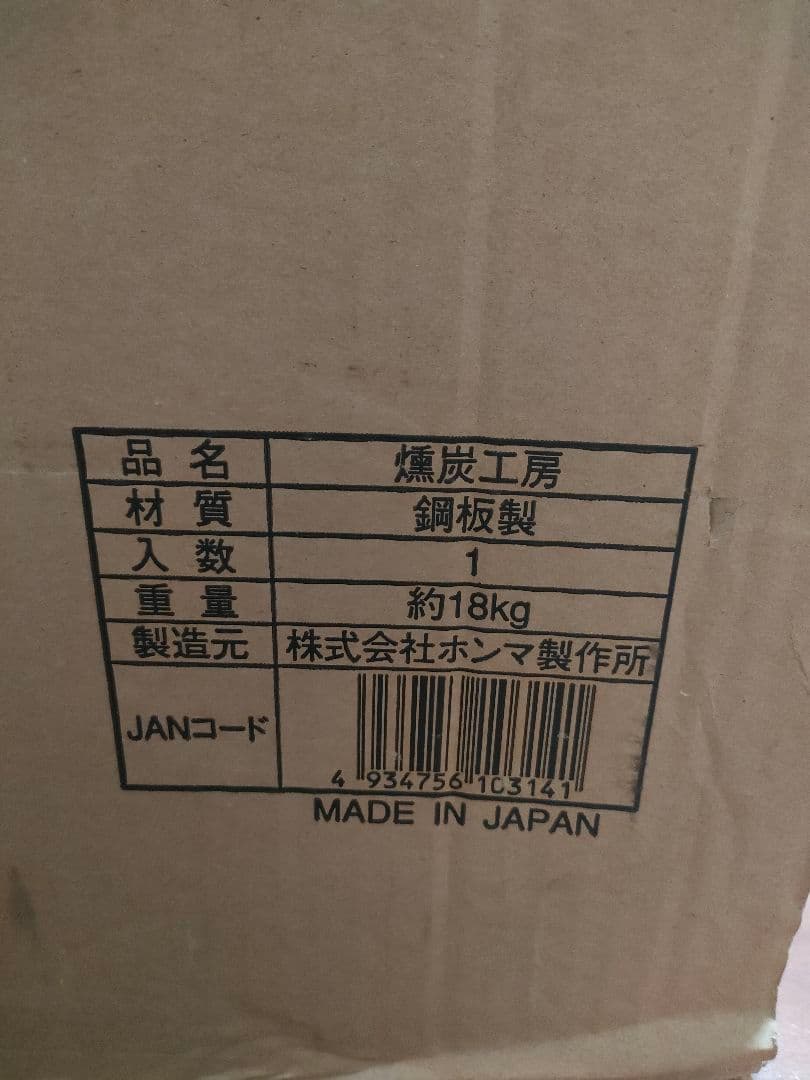 品名 燻炭工房
材質 鋼板製
入数 1
重量 約18kg
製造元 株式会社ホンマ製作所
JANコード
4 934756 103141
MADE IN JAPAN